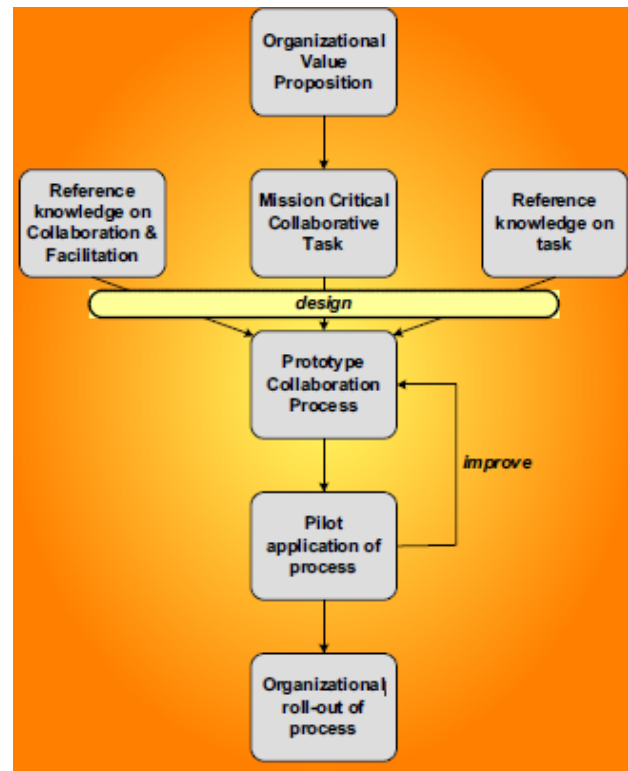 Organizational
Value
Proposition
Reference
knowledge on
Collaboration &
Facilitation
Mission Critical
Collaborative
Task
Reference
knowledge on
task
design
Prototype
Collaboration
Process
improve
Pilot
application of
process
Organizational
roll-out of
process